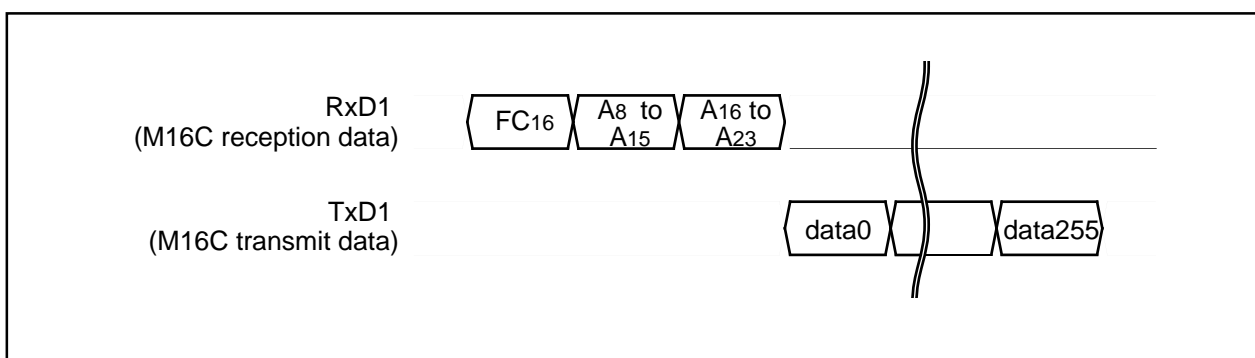 RxD1
(M16C reception data)
FC16
A8 to
A15
A16 to
A23
TxD1
(M16C transmit data)
data0
data255